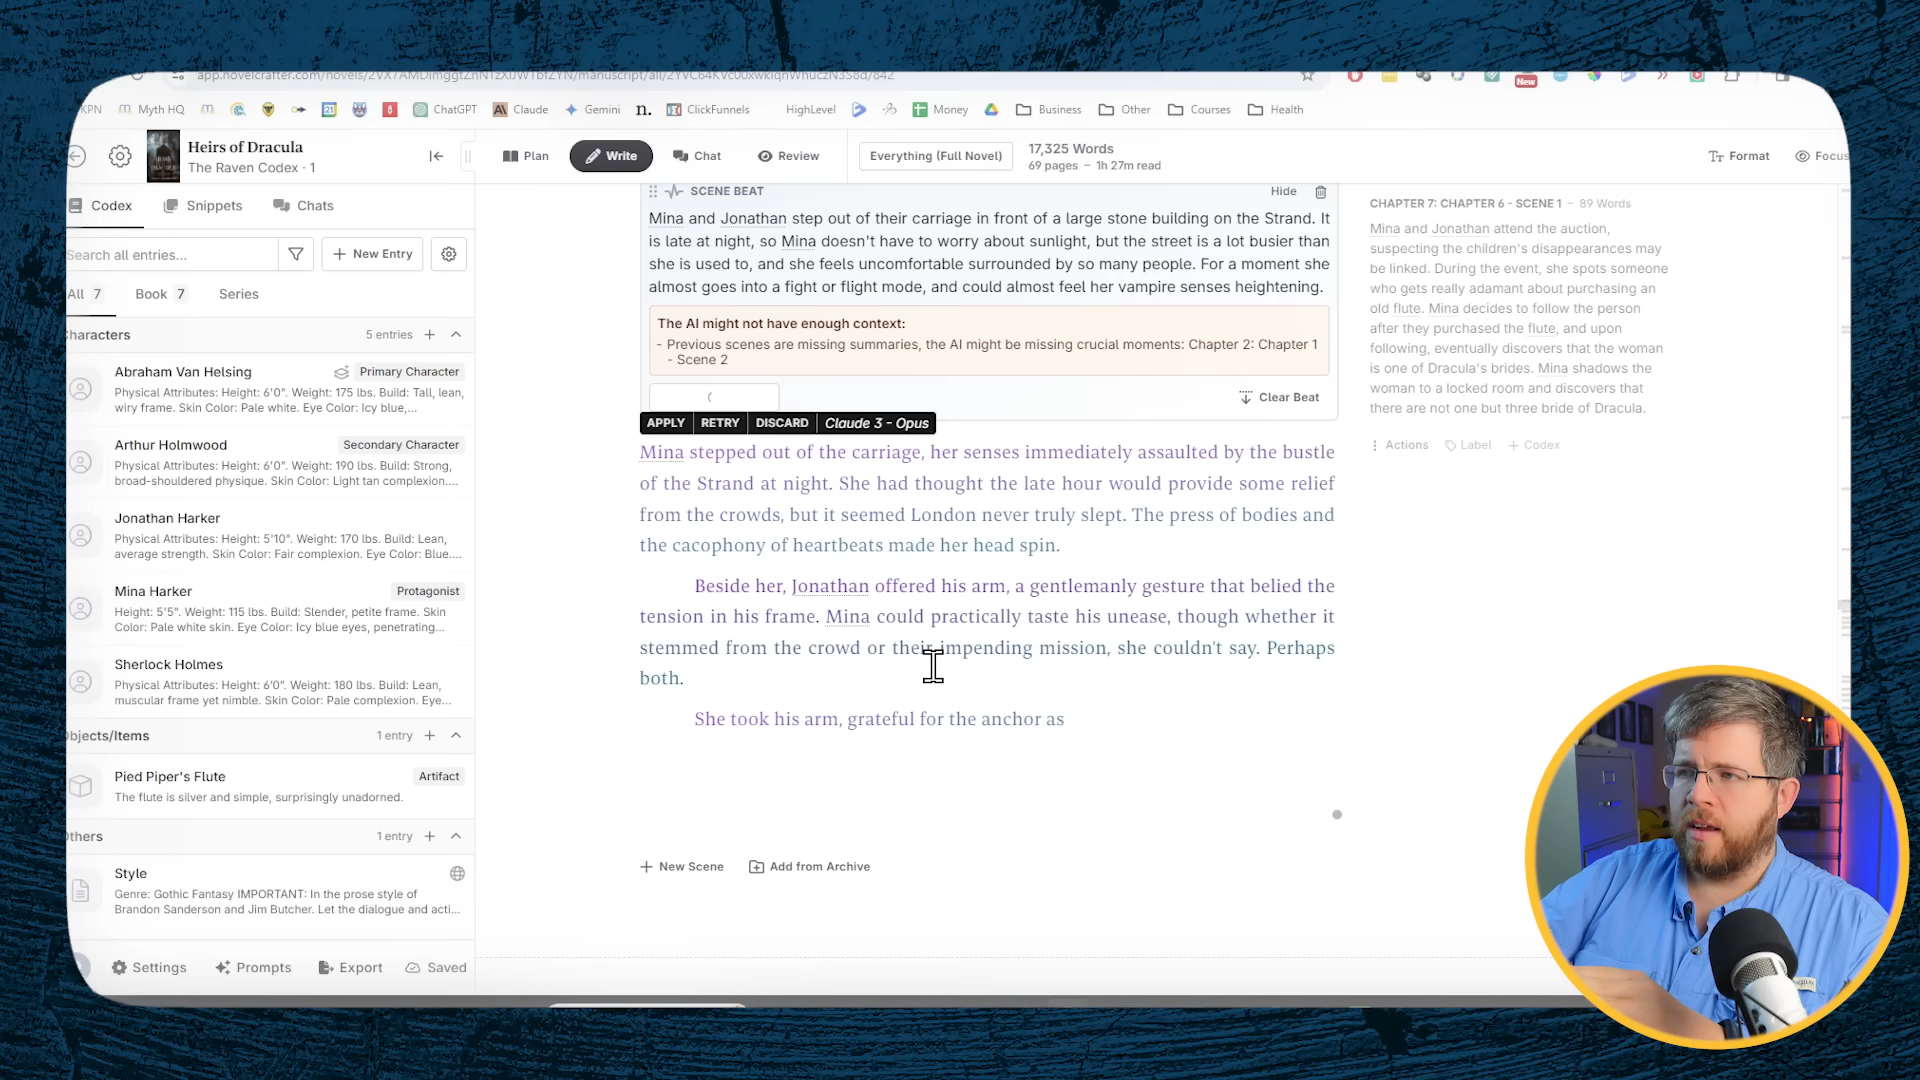 KPN Myth HQ ChatGPT Claude Gemini n. ClickFunnels HighLevel Money Business Other Courses Health
New
Heirs of Dracula
The Raven Codex · 1
Plan Write Chat Review Everything (Full Novel)
17,325 Words
69 pages – 1h 27m read
Format Focus
Codex Snippets Chats
Search all entries...
+ New Entry
All 7 Book 7 Series
Characters 5 entries +
Abraham Van Helsing Primary Character
Physical Attributes: Height: 6'0". Weight: 175 lbs. Build: Tall, lean,
wiry frame. Skin Color: Pale white. Eye Color: Icy blue,...
Arthur Holmwood Secondary Character
Physical Attributes: Height: 6'0". Weight: 190 lbs. Build: Strong,
broad-shouldered physique. Skin Color: Light tan complexion....
Jonathan Harker
Physical Attributes: Height: 5'10". Weight: 170 lbs. Build: Lean,
average strength. Skin Color: Fair complexion. Eye Color: Blue....
Mina Harker Protagonist
Height: 5'5". Weight: 115 lbs. Build: Slender, petite frame. Skin
Color: Pale white skin. Eye Color: Icy blue eyes, penetrating...
Sherlock Holmes
Physical Attributes: Height: 6'0". Weight: 180 lbs. Build: Lean,
muscular frame yet nimble. Skin Color: Pale complexion. Eye...
Objects/Items 1 entry +
Pied Piper's Flute Artifact
The flute is silver and simple, surprisingly unadorned.
Others 1 entry +
Style
Genre: Gothic Fantasy IMPORTANT: In the prose style of
Brandon Sanderson and Jim Butcher. Let the dialogue and acti...
Settings Prompts Export Saved
SCENE BEAT Hide
Mina and Jonathan step out of their carriage in front of a large stone building on the Strand. It
is late at night, so Mina doesn't have to worry about sunlight, but the street is a lot busier than
she is used to, and she feels uncomfortable surrounded by so many people. For a moment she
almost goes into a fight or flight mode, and could almost feel her vampire senses heightening.
The AI might not have enough context:
- Previous scenes are missing summaries, the AI might be missing crucial moments: Chapter 2: Chapter 1
- Scene 2
Clear Beat
APPLY RETRY DISCARD Claude 3 - Opus
Mina stepped out of the carriage, her senses immediately assaulted by the bustle
of the Strand at night. She had thought the late hour would provide some relief
from the crowds, but it seemed London never truly slept. The press of bodies and
the cacophony of heartbeats made her head spin.
Beside her, Jonathan offered his arm, a gentlemanly gesture that belied the
tension in his frame. Mina could practically taste his unease, though whether it
stemmed from the crowd or their impending mission, she couldn't say. Perhaps
both.
She took his arm, grateful for the anchor as
+ New Scene Add from Archive
CHAPTER 7: CHAPTER 6 - SCENE 1 – 89 Words
Mina and Jonathan attend the auction,
suspecting the children's disappearances may
be linked. During the event, she spots someone
who gets really adamant about purchasing an
old flute. Mina decides to follow the person
after they purchased the flute, and upon
following, eventually discovers that the woman
is one of Dracula's brides. Mina shadows the
woman to a locked room and discovers that
there are not one but three bride of Dracula.
Actions Label + Codex